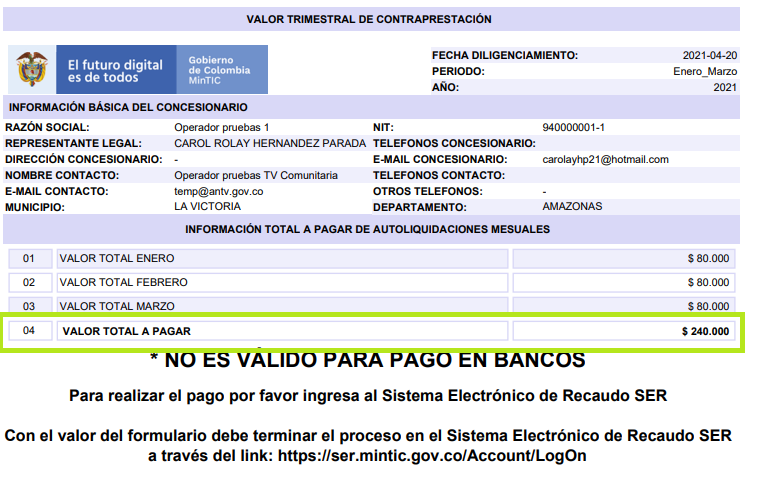 VALOR TRIMESTRAL DE CONTRAPRESTACIÓN
El futuro digital
es de todos
Gobierno
de Colombia
MinTIC
FECHA DILIGENCIAMIENTO: 2021-04-20
PERIODO: Enero_Marzo
AÑO: 2021
INFORMACIÓN BÁSICA DEL CONCESIONARIO
RAZÓN SOCIAL: Operador pruebas 1 NIT: 940000001-1
REPRESENTANTE LEGAL: CAROL ROLAY HERNANDEZ PARADA TELEFONOS CONCESIONARIO:
DIRECCIÓN CONCESIONARIO: - E-MAIL CONCESIONARIO: carolayhp21@hotmail.com
NOMBRE CONTACTO: Operador pruebas TV Comunitaria TELEFONOS CONTACTO:
E-MAIL CONTACTO: temp@antv.gov.co OTROS TELEFONOS: -
MUNICIPIO: LA VICTORIA DEPARTAMENTO: AMAZONAS
INFORMACIÓN TOTAL A PAGAR DE AUTOLIQUIDACIONES MESUALES
01 VALOR TOTAL ENERO $ 80.000
02 VALOR TOTAL FEBRERO $ 80.000
03 VALOR TOTAL MARZO $ 80.000
04 VALOR TOTAL A PAGAR $ 240.000
* NO ES VÁLIDO PARA PAGO EN BANCOS
Para realizar el pago por favor ingresa al Sistema Electrónico de Recaudo SER
Con el valor del formulario debe terminar el proceso en el Sistema Electrónico de Recaudo SER
a través del link: https://ser.mintic.gov.co/Account/LogOn